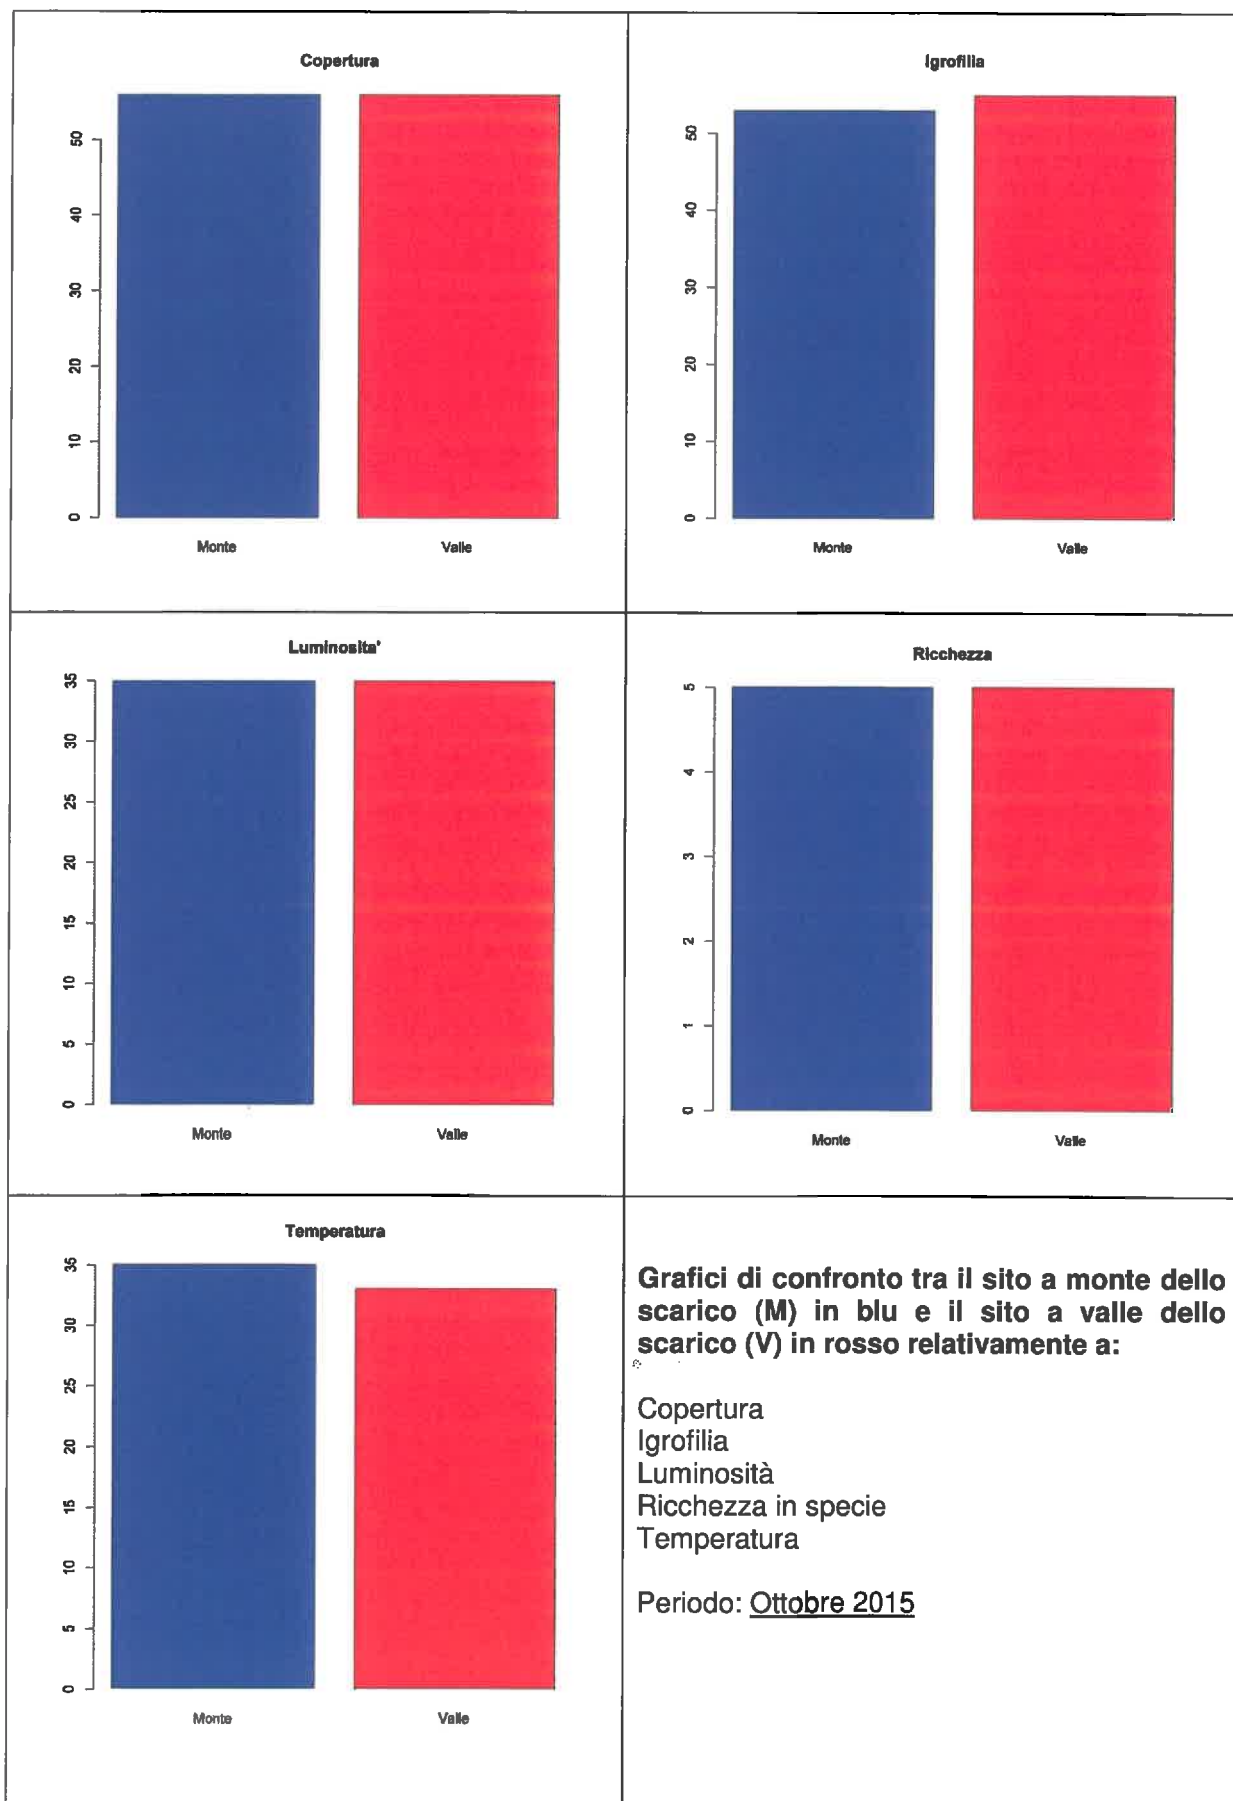 Copertura
50
40
30
20
10
0
Monte
Valle
Igrofilia
50
40
30
20
10
0
Monte
Valle
Luminosita'
35
30
25
20
15
10
5
0
Monte
Valle
Ricchezza
5
4
3
2
1
0
Monte
Valle
Temperatura
35
30
25
20
15
10
5
0
Monte
Valle
Grafici di confronto tra il sito a monte dello
scarico (M) in blu e il sito a valle dello
scarico (V) in rosso relativamente a:
Copertura
Igrofilia
Luminosità
Ricchezza in specie
Temperatura
Periodo: Ottobre 2015